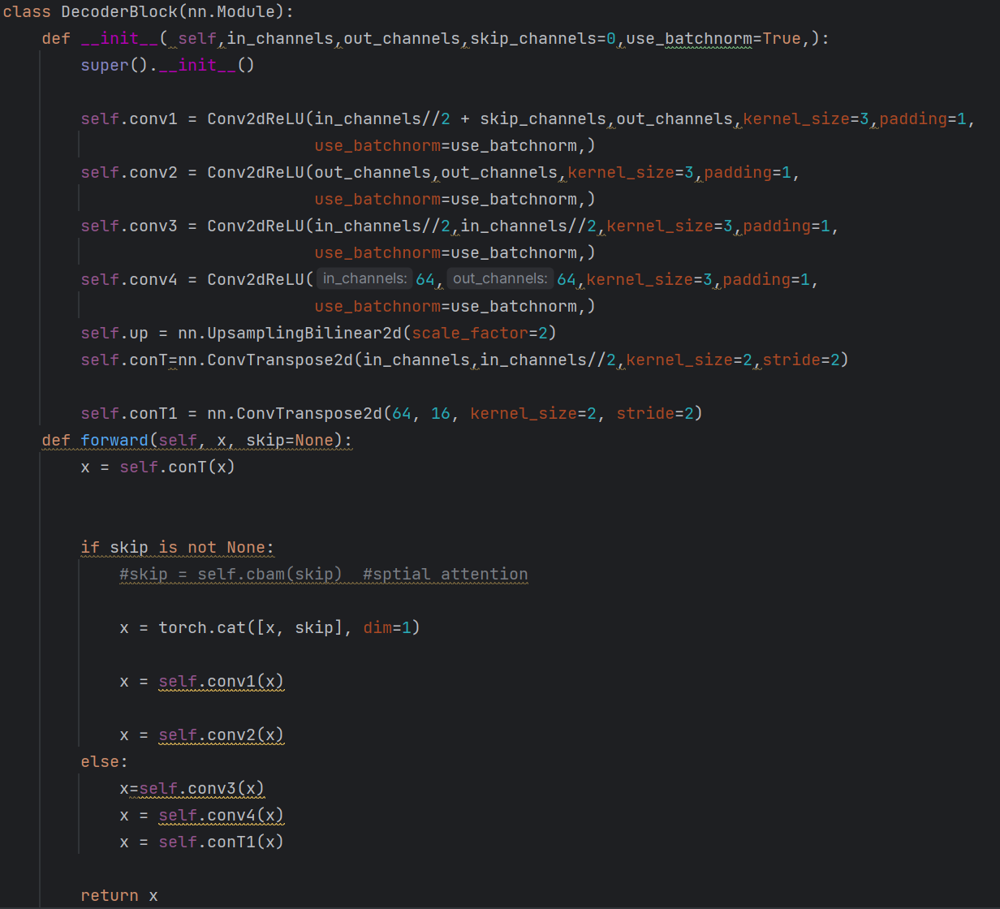 class DecoderBlock(nn.Module):
    def __init__( self,in_channels,out_channels,skip_channels=0,use_batchnorm=True,):
        super().__init__()
        self.conv1 = Conv2dReLU(in_channels//2 + skip_channels,out_channels,kernel_size=3,padding=1,
                                use_batchnorm=use_batchnorm,)
        self.conv2 = Conv2dReLU(out_channels,out_channels,kernel_size=3,padding=1,
                                use_batchnorm=use_batchnorm,)
        self.conv3 = Conv2dReLU(in_channels//2,in_channels//2,kernel_size=3,padding=1,
                                use_batchnorm=use_batchnorm,)
        self.conv4 = Conv2dReLU( in_channels: 64, out_channels: 64,kernel_size=3,padding=1,
                                use_batchnorm=use_batchnorm,)
        self.up = nn.UpsamplingBilinear2d(scale_factor=2)
        self.conT=nn.ConvTranspose2d(in_channels,in_channels//2,kernel_size=2,stride=2)
        self.conT1 = nn.ConvTranspose2d(64, 16, kernel_size=2, stride=2)
    def forward(self, x, skip=None):
        x = self.conT(x)
        if skip is not None:
            #skip = self.cbam(skip)  #sptial attention
            x = torch.cat([x, skip], dim=1)
            x = self.conv1(x)
            x = self.conv2(x)
        else:
            x=self.conv3(x)
            x = self.conv4(x)
            x = self.conT1(x)
        return x